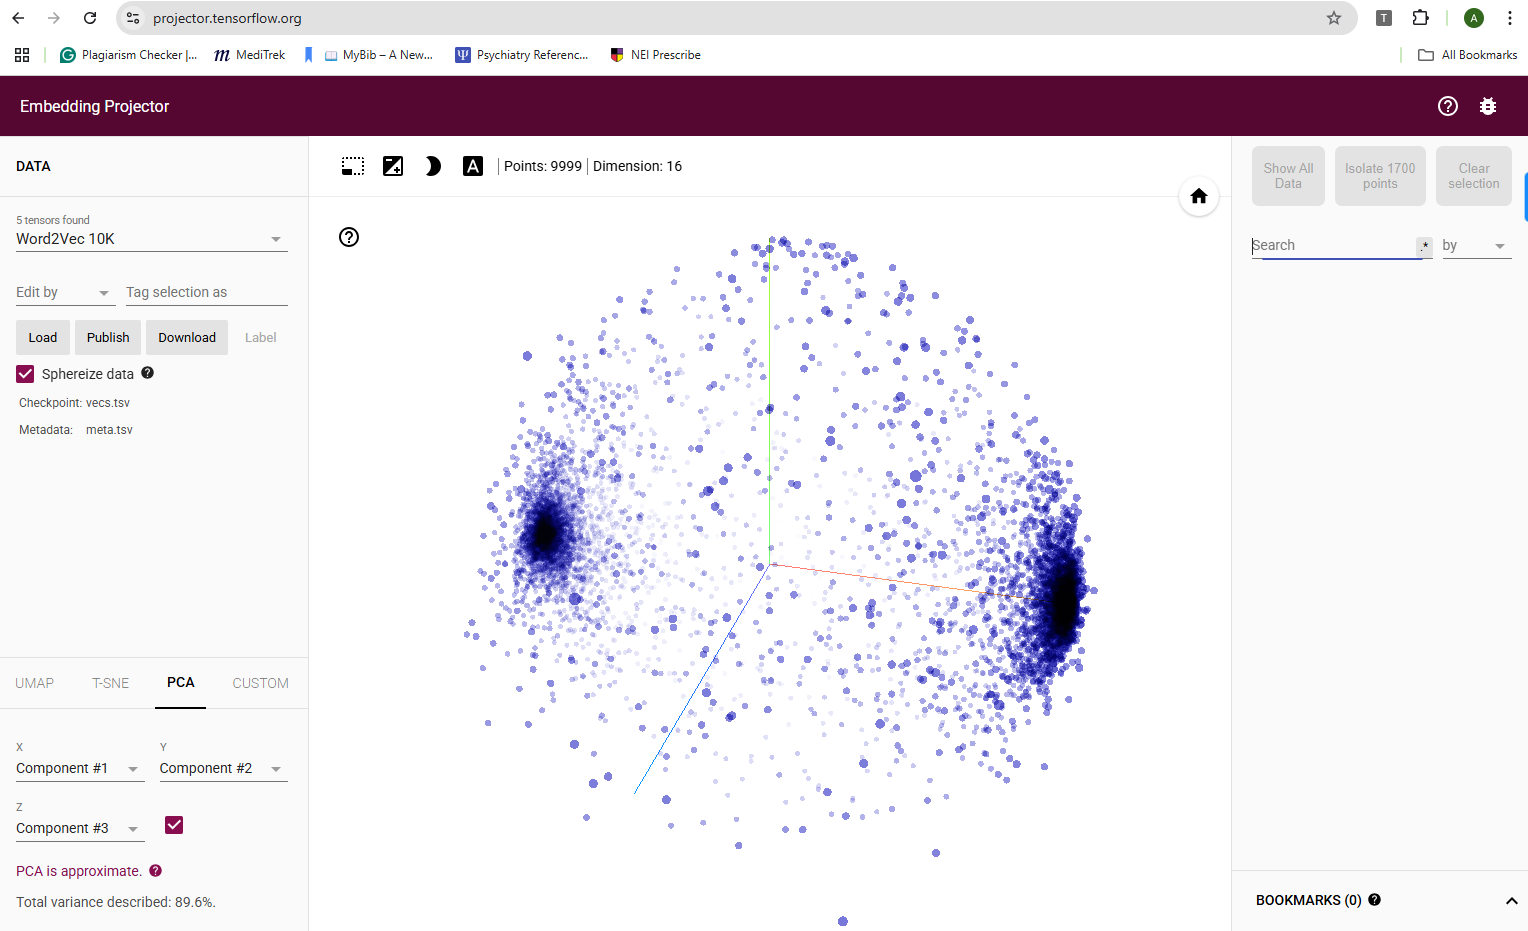 projector.tensorflow.org
T
A
Plagiarism Checker |...
MediTrek
MyBib – A New...
Psychiatry Referenc...
NEI Prescribe
All Bookmarks
Embedding Projector
DATA
A
Points: 9999
Dimension: 16
Show All
Data
Isolate 1700
points
Clear
selection
5 tensors found
Word2Vec 10K
Search
.*
by
Edit by
Tag selection as
Load
Publish
Download
Label
Sphereize data
Checkpoint: vecs.tsv
Metadata: meta.tsv
UMAP
T-SNE
PCA
CUSTOM
X
Component #1
Y
Component #2
Z
Component #3
PCA is approximate.
Total variance described: 89.6%.
BOOKMARKS (0)